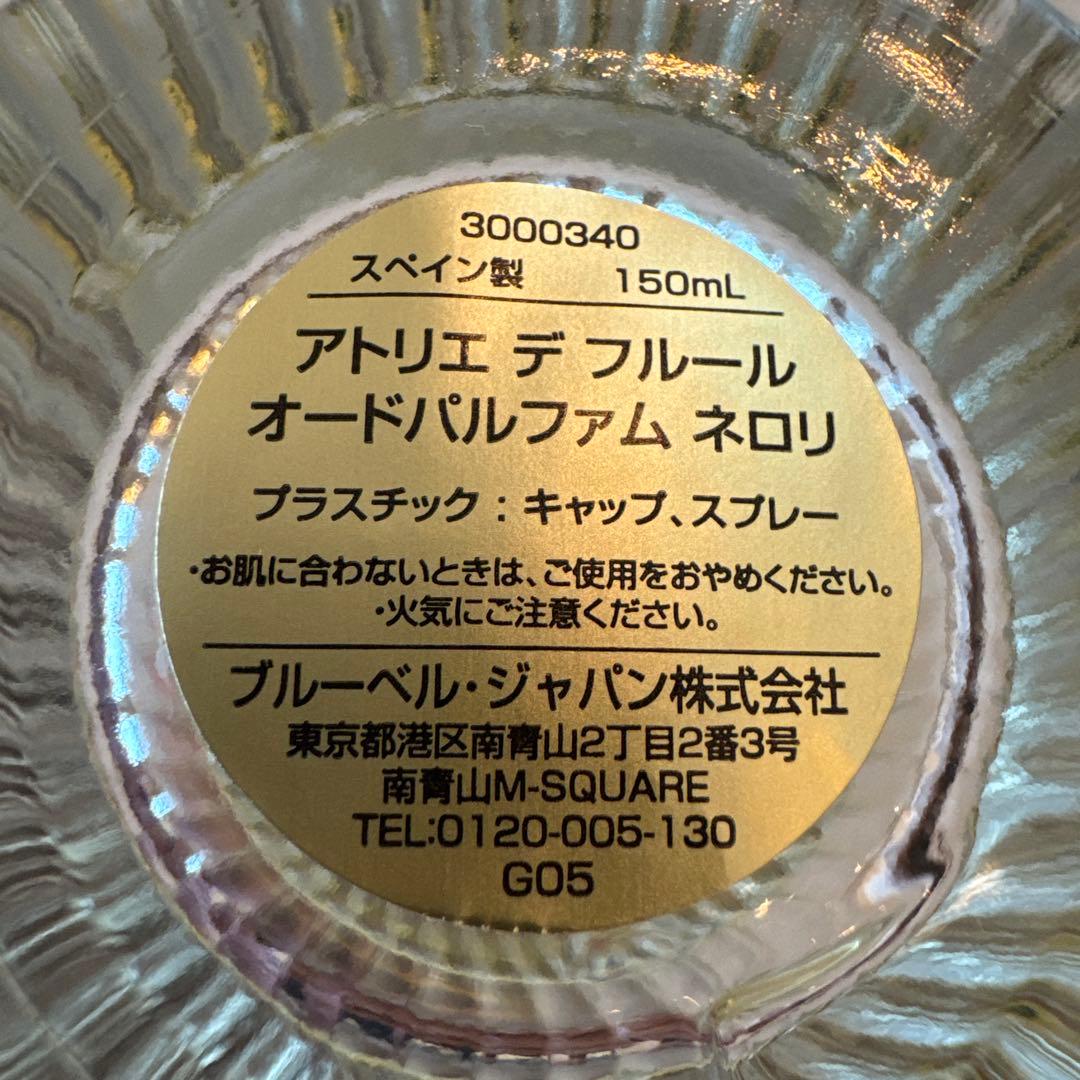 3000340
スペイン製 150mL
アトリエ デ フルール
オードパルファム ネロリ
プラスチック : キャップ、スプレー
・お肌に合わないときは、ご使用をおやめください。
・火気にご注意ください。
ブルーベル・ジャパン株式会社
東京都港区南青山2丁目2番3号
南青山M-SQUARE
TEL:0120-005-130
G05